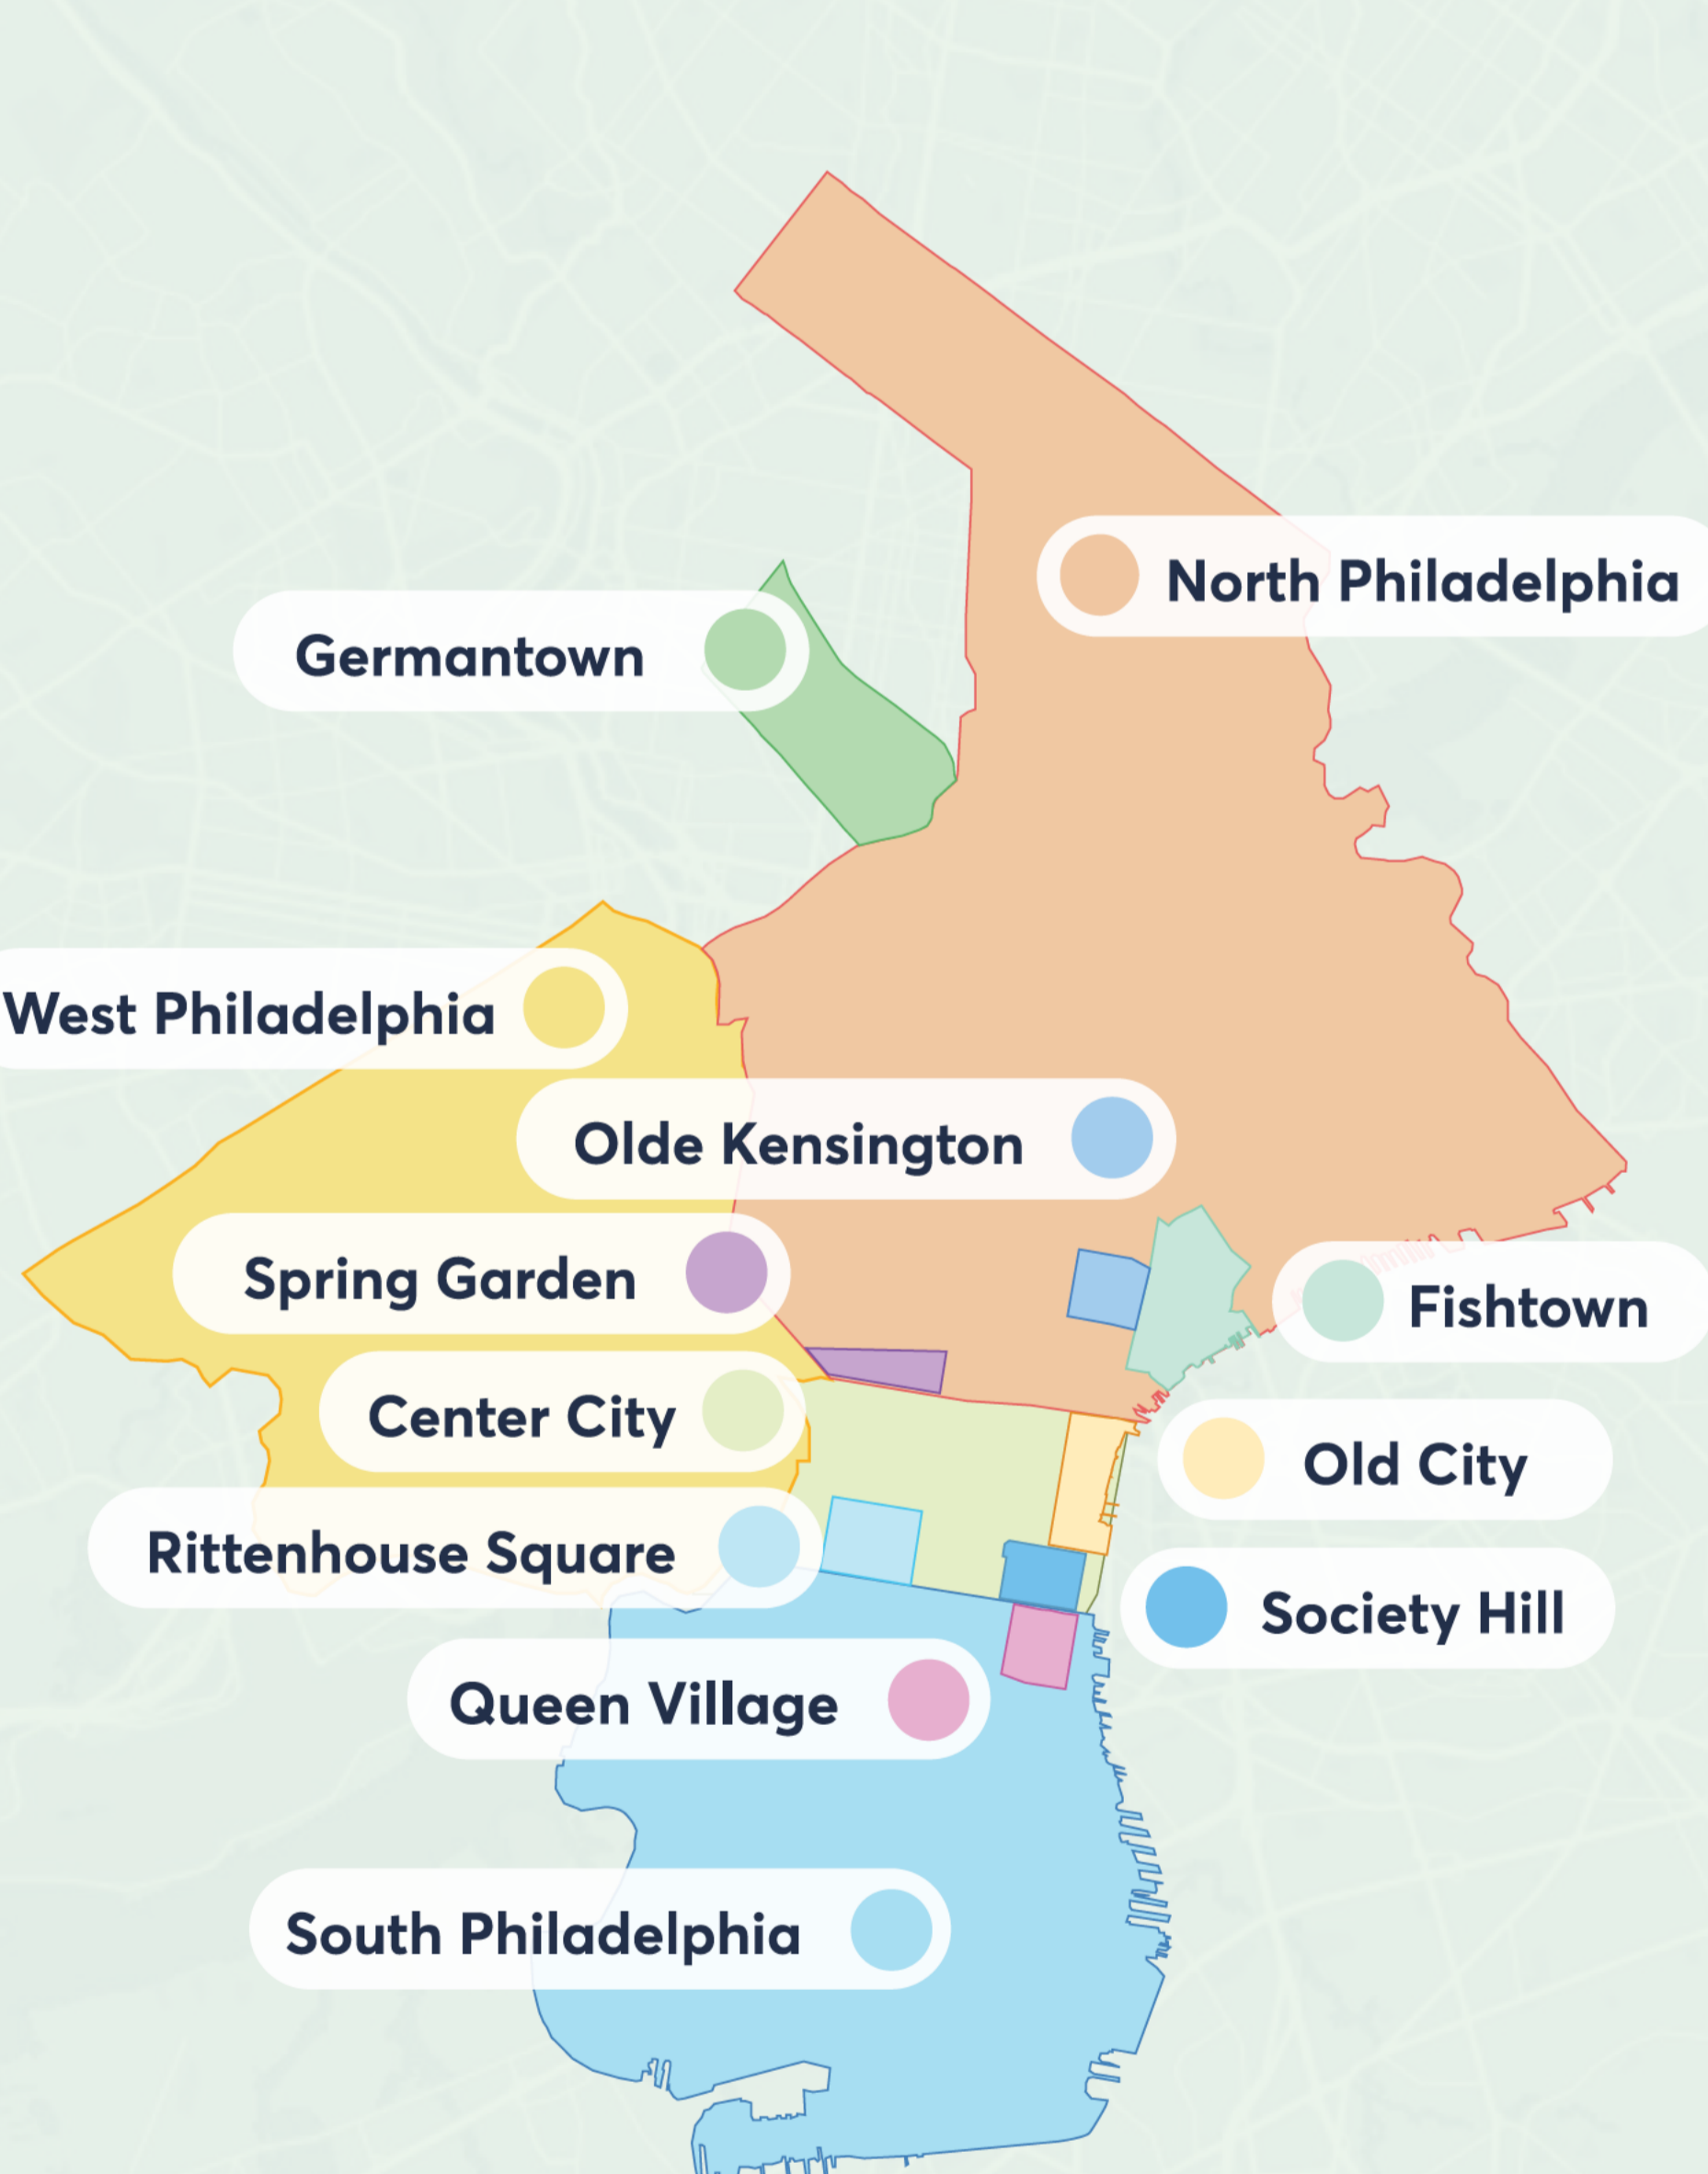 North Philadelphia
Germantown
West Philadelphia
Olde Kensington
Spring Garden
Fishtown
Center City
Old City
Rittenhouse Square
Society Hill
Queen Village
South Philadelphia